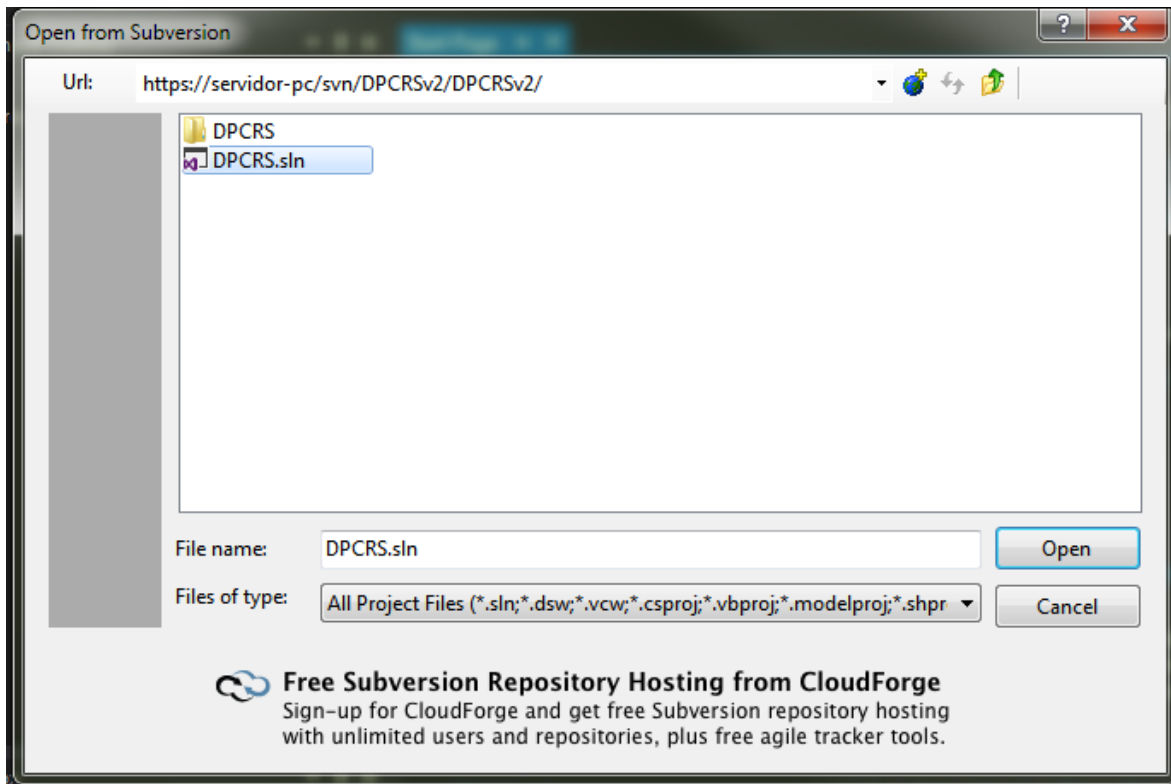 Open from Subversion
?
X
Url:
https://servidor-pc/svn/DPCRSv2/DPCRSv2/
DPCRS
DPCRS.sln
File name:
DPCRS.sln
Open
Files of type:
All Project Files (*.sln;*.dsw;*.vcw;*.csproj;*.vbproj;*.modelproj;*.shpr
Cancel
Free Subversion Repository Hosting from CloudForge
Sign-up for CloudForge and get free Subversion repository hosting
with unlimited users and repositories, plus free agile tracker tools.